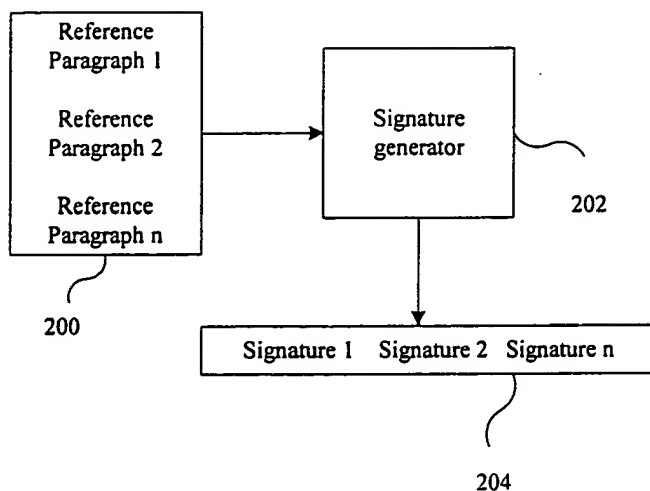 Reference
Paragraph 1
Reference
Paragraph 2
Reference
Paragraph n
200
Signature
generator
202
Signature 1 Signature 2 Signature n
204